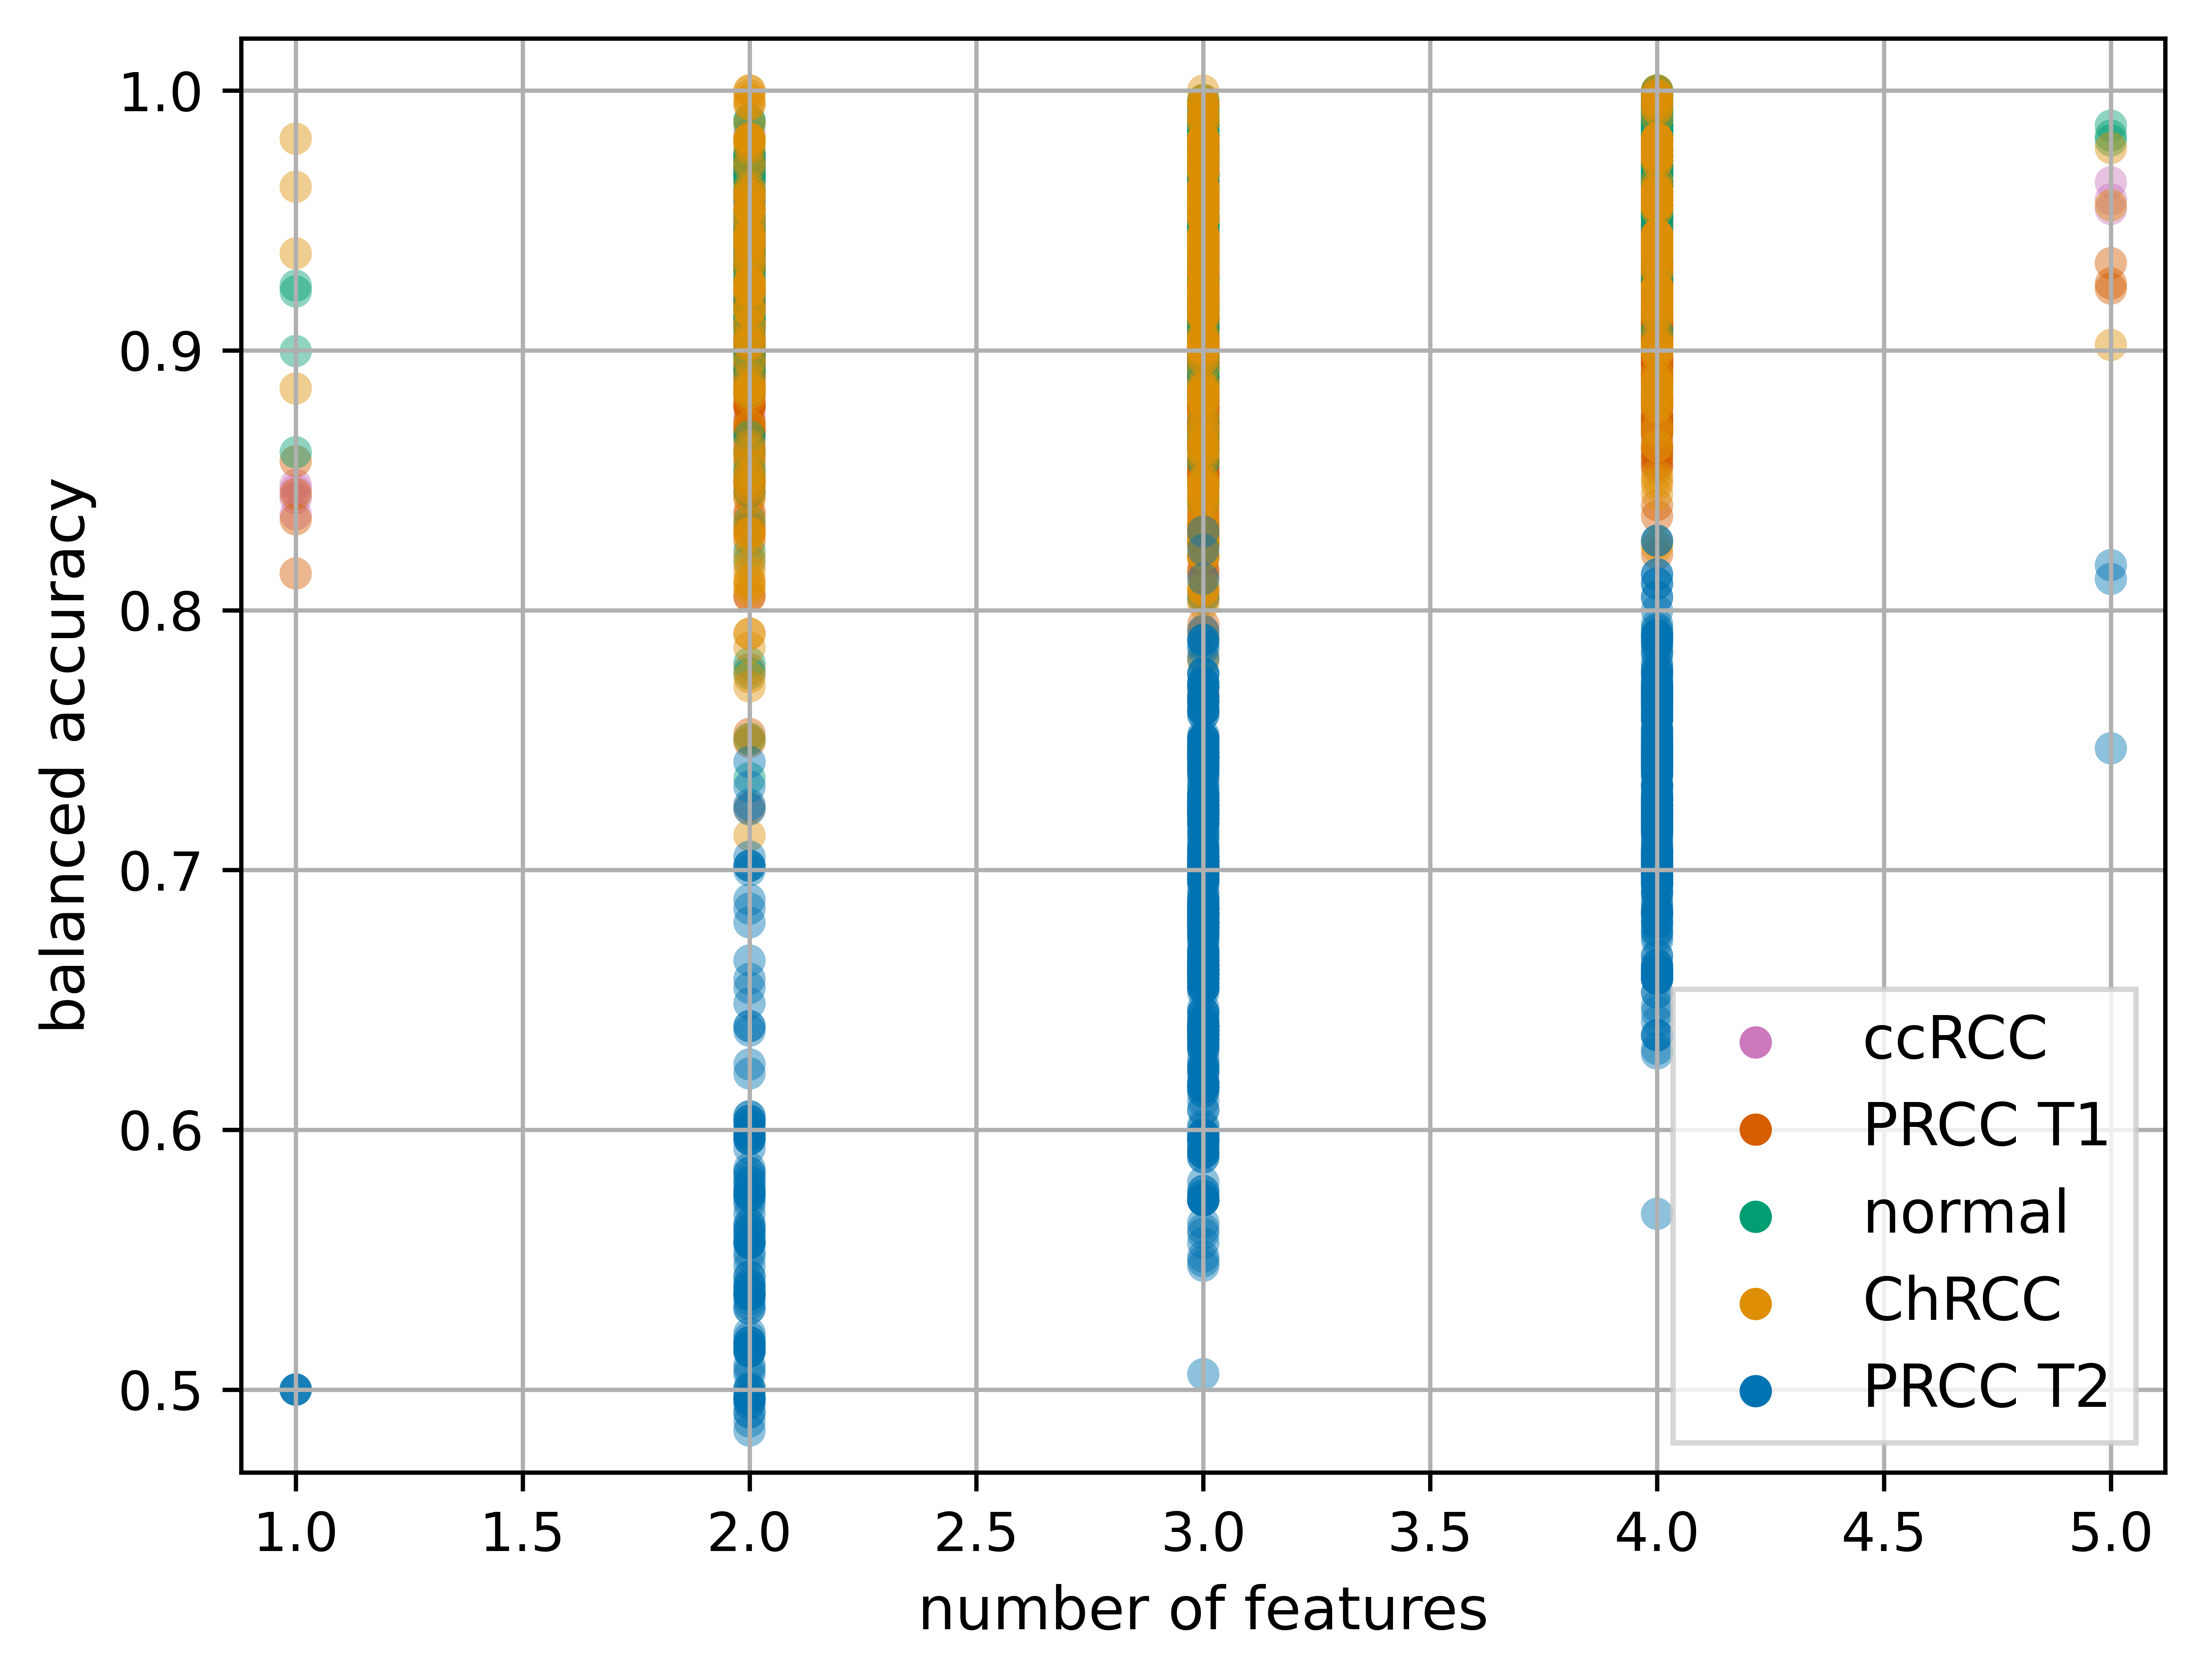 1.0
0.9
0.8
0.7
0.6
0.5
balanced accuracy
ccRCC
PRCC T1
normal
ChRCC
PRCC T2
1.0 1.5 2.0 2.5 3.0 3.5 4.0 4.5 5.0
number of features